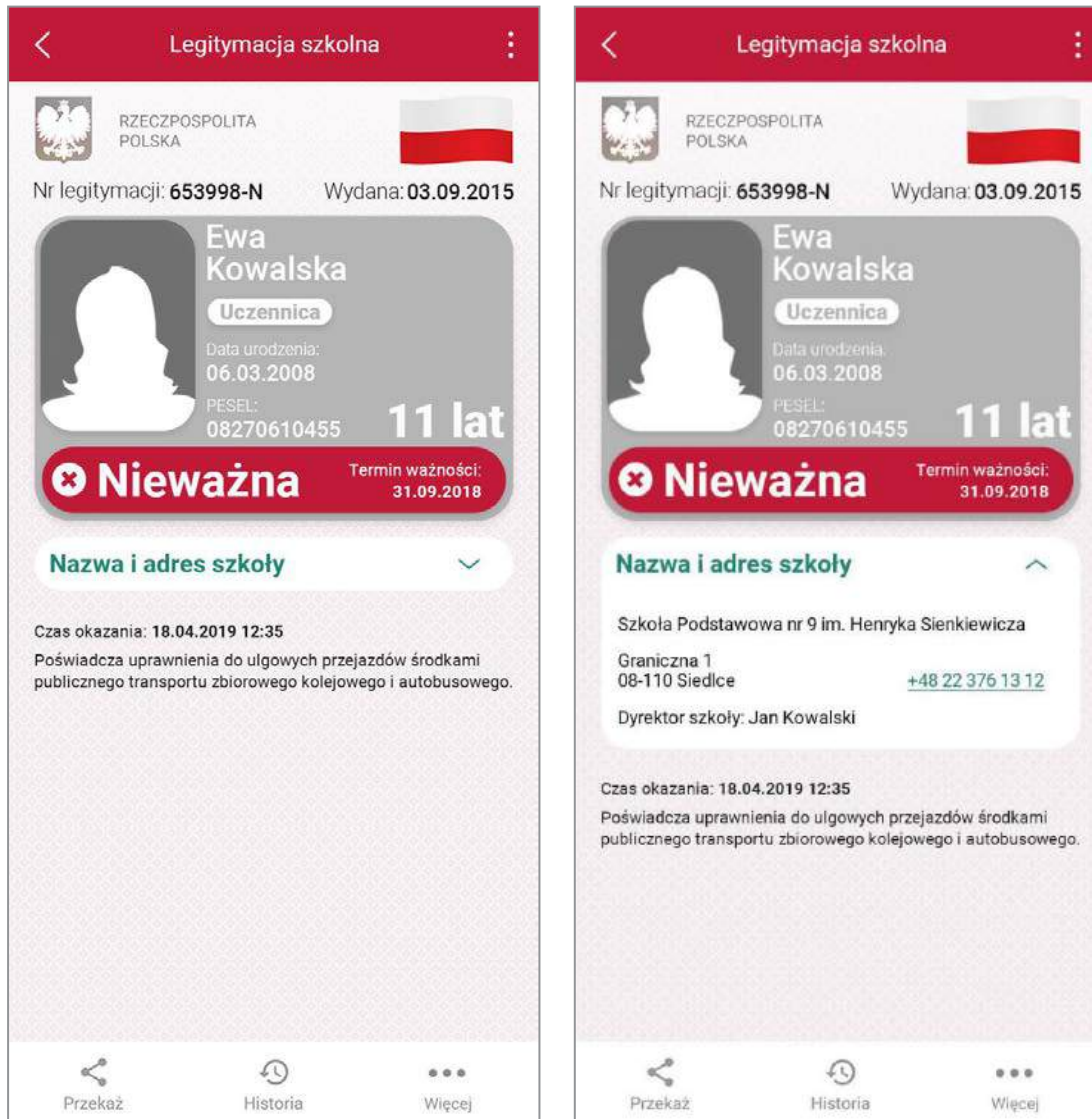 Legitymacja szkolna
RZECZPOSPOLITA
POLSKA
Nr legitymacji: 653998-N Wydana: 03.09.2015
Ewa
Kowalska
Uczennica
Data urodzenia:
06.03.2008
PESEL:
08270610455
11 lat
Nieważna
Termin ważności:
31.09.2018
Nazwa i adres szkoły
Czas okazania: 18.04.2019 12:35
Poświadcza uprawnienia do ulgowych przejazdów środkami
publicznego transportu zbiorowego kolejowego i autobusowego.
Przekaż Historia Więcej
Legitymacja szkolna
RZECZPOSPOLITA
POLSKA
Nr legitymacji: 653998-N Wydana: 03.09.2015
Ewa
Kowalska
Uczennica
Data urodzenia:
06.03.2008
PESEL:
08270610455
11 lat
Nieważna
Termin ważności:
31.09.2018
Nazwa i adres szkoły
Szkoła Podstawowa nr 9 im. Henryka Sienkiewicza
Graniczna 1
08-110 Siedlce +48 22 376 13 12
Dyrektor szkoły: Jan Kowalski
Czas okazania: 18.04.2019 12:35
Poświadcza uprawnienia do ulgowych przejazdów środkami
publicznego transportu zbiorowego kolejowego i autobusowego.
Przekaż Historia Więcej